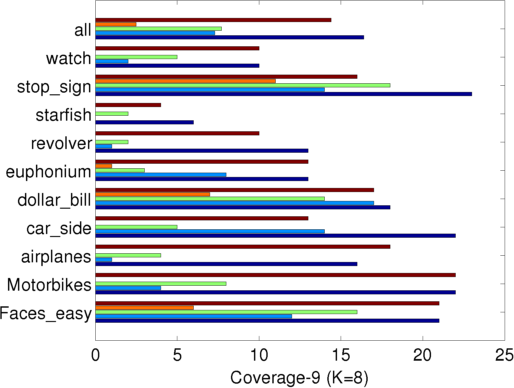 all
watch
stop_sign
starfish
revolver
euphonium
dollar_bill
car_side
airplanes
Motorbikes
Faces_easy
0 5 10 15 20 25
Coverage-9 (K=8)